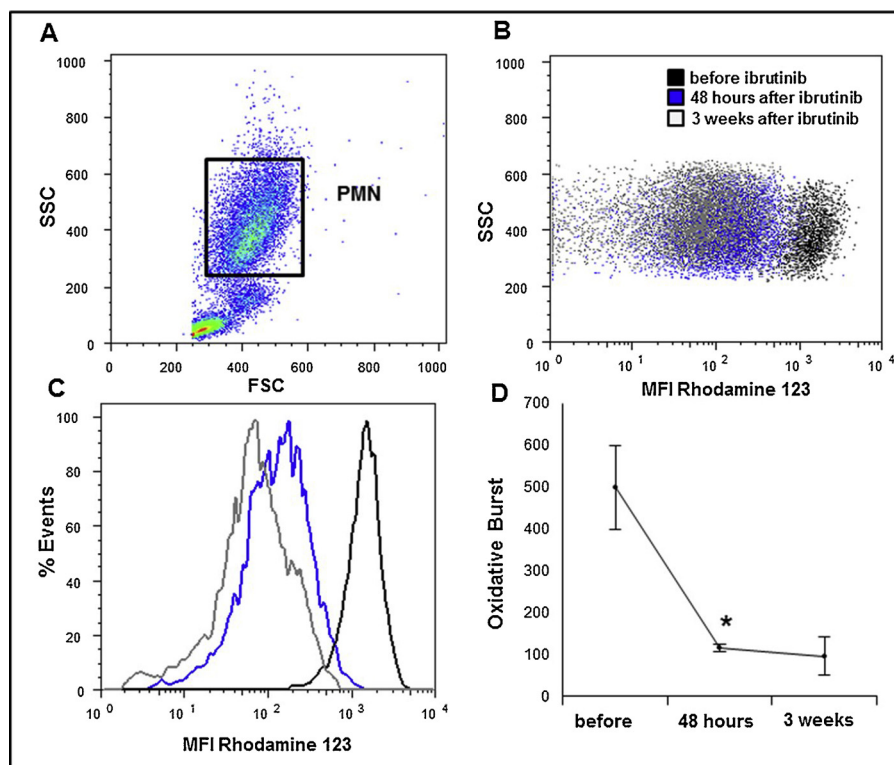 A
1000
800
600
400
200
0
SSC
PMN
0 200 400 600 800 1000
FSC
B
1000
800
600
400
200
0
SSC
before ibrutinib
48 hours after ibrutinib
3 weeks after ibrutinib
10^0 10^1 10^2 10^3 10^4
MFI Rhodamine 123
C
100
80
60
40
20
0
% Events
10^0 10^1 10^2 10^3 10^4
MFI Rhodamine 123
D
700
600
500
400
300
200
100
0
Oxidative Burst
*
before 48 hours 3 weeks